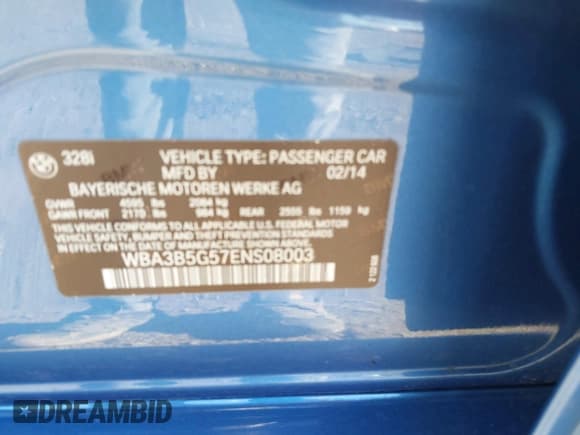 328i VEHICLE TYPE: PASSENGER CAR
MFD BY 02/14
BAYERISCHE MOTOREN WERKE AG
GVWR 4595 lbs 2084 kg
GAWR FRONT 2170 lbs 984 kg REAR 2555 lbs 1159 kg
THIS VEHICLE CONFORMS TO ALL APPLICABLE U.S. FEDERAL MOTOR
VEHICLE SAFETY, BUMPER AND THEFT PREVENTION STANDARDS
IN EFFECT ON THE DATE OF MANUFACTURE SHOWN ABOVE.
WBA3B5G57ENS08003
DREAMBID